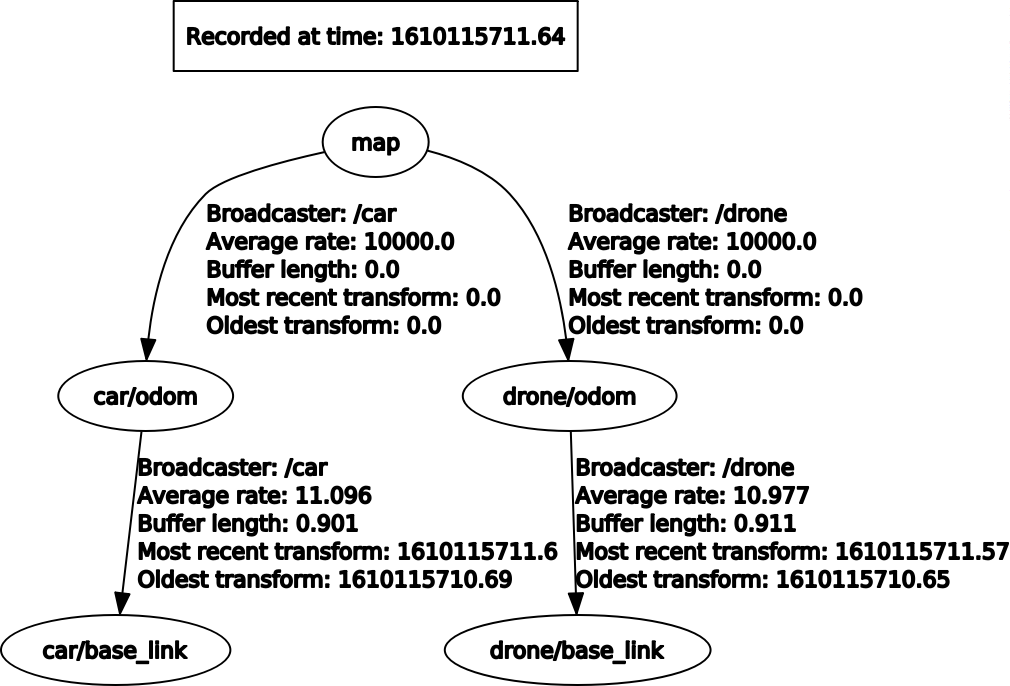 Recorded at time: 1610115711.64
map
Broadcaster: /car
Average rate: 10000.0
Buffer length: 0.0
Most recent transform: 0.0
Oldest transform: 0.0
Broadcaster: /drone
Average rate: 10000.0
Buffer length: 0.0
Most recent transform: 0.0
Oldest transform: 0.0
car/odom
drone/odom
Broadcaster: /car
Average rate: 11.096
Buffer length: 0.901
Most recent transform: 1610115711.6
Oldest transform: 1610115710.69
Broadcaster: /drone
Average rate: 10.977
Buffer length: 0.911
Most recent transform: 1610115711.57
Oldest transform: 1610115710.65
car/base_link
drone/base_link